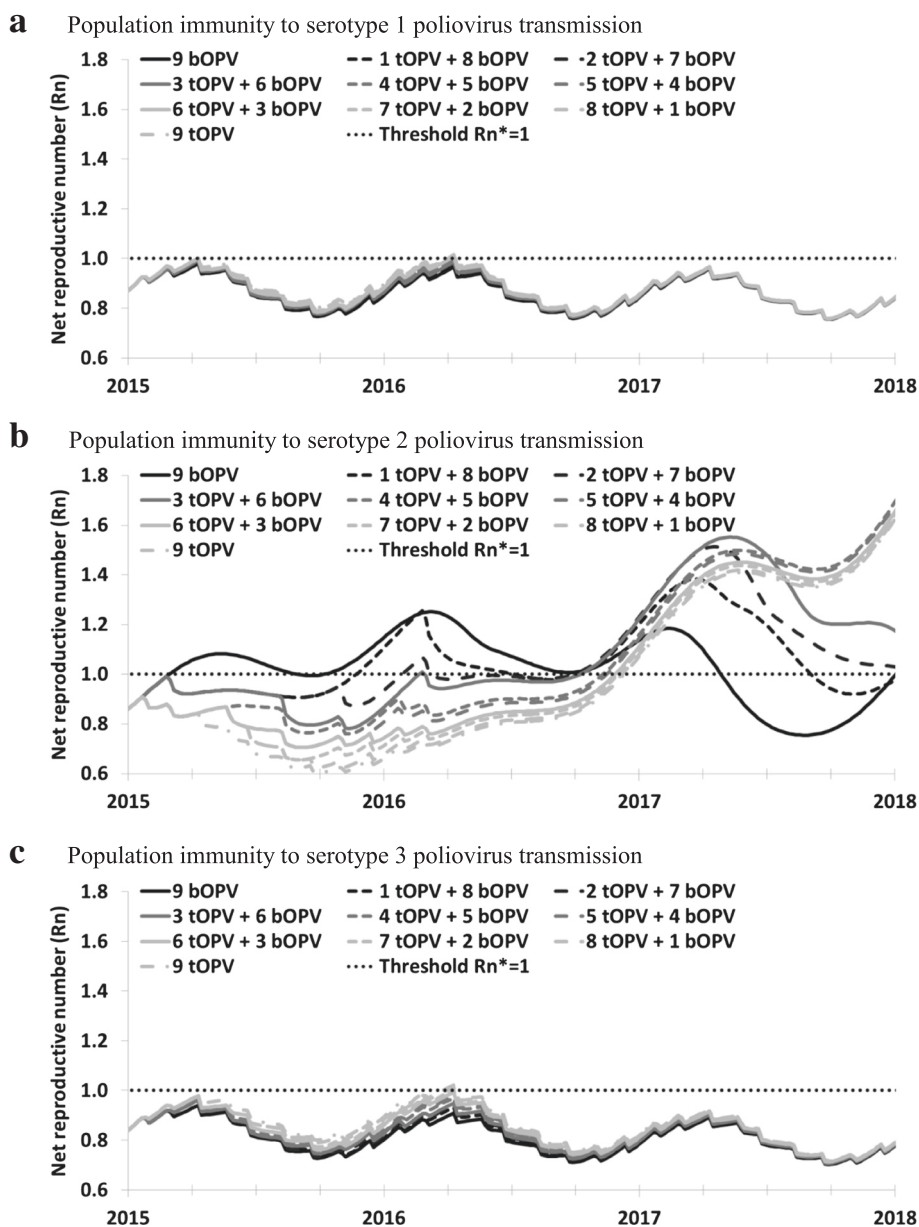 a Population immunity to serotype 1 poliovirus transmission
Net reproductive number (Rn)
1.8
1.6
1.4
1.2
1.0
0.8
0.6
9 bOPV 1 tOPV + 8 bOPV 2 tOPV + 7 bOPV
3 tOPV + 6 bOPV 4 tOPV + 5 bOPV 5 tOPV + 4 bOPV
6 tOPV + 3 bOPV 7 tOPV + 2 bOPV 8 tOPV + 1 bOPV
9 tOPV Threshold Rn*=1
2015 2016 2017 2018
b Population immunity to serotype 2 poliovirus transmission
Net reproductive number (Rn)
1.8
1.6
1.4
1.2
1.0
0.8
0.6
9 bOPV 1 tOPV + 8 bOPV 2 tOPV + 7 bOPV
3 tOPV + 6 bOPV 4 tOPV + 5 bOPV 5 tOPV + 4 bOPV
6 tOPV + 3 bOPV 7 tOPV + 2 bOPV 8 tOPV + 1 bOPV
9 tOPV Threshold Rn*=1
2015 2016 2017 2018
c Population immunity to serotype 3 poliovirus transmission
Net reproductive number (Rn)
1.8
1.6
1.4
1.2
1.0
0.8
0.6
9 bOPV 1 tOPV + 8 bOPV 2 tOPV + 7 bOPV
3 tOPV + 6 bOPV 4 tOPV + 5 bOPV 5 tOPV + 4 bOPV
6 tOPV + 3 bOPV 7 tOPV + 2 bOPV 8 tOPV + 1 bOPV
9 tOPV Threshold Rn*=1
2015 2016 2017 2018